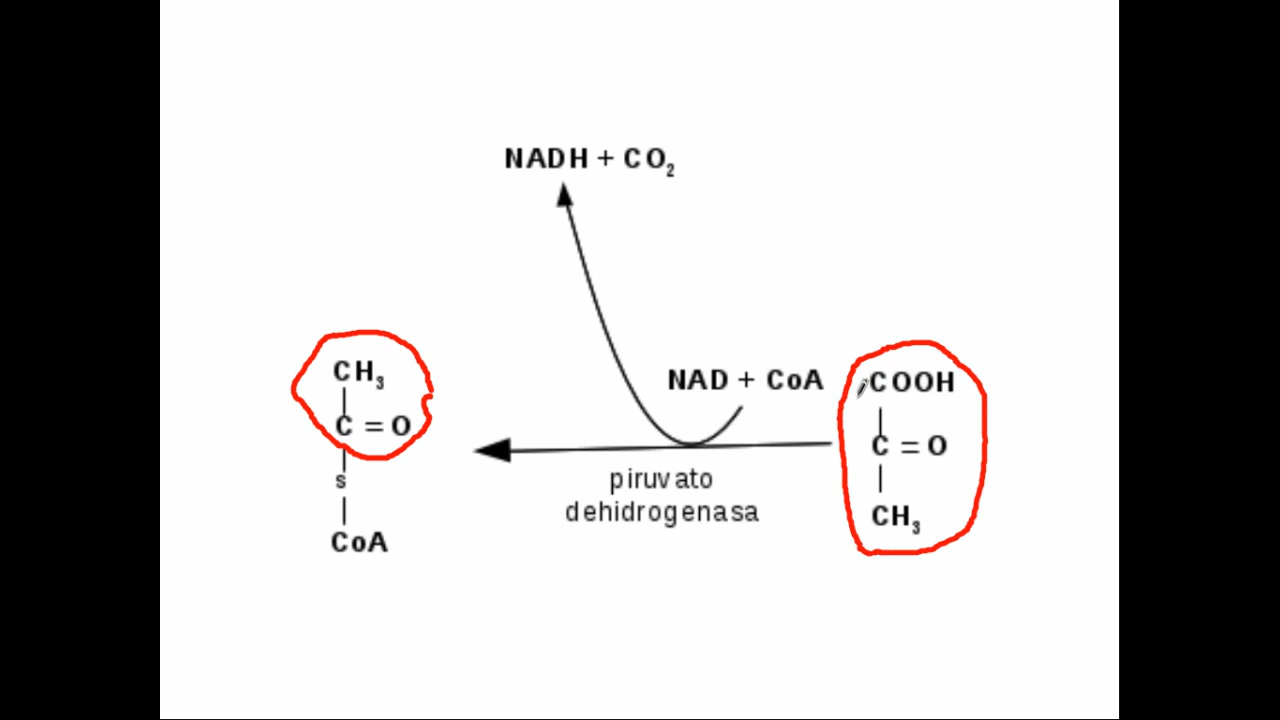 NADH + CO₂
NAD + CoA
piruvato
dehidrogenasa
CH₃
C = O
S
CoA
COOH
C = O
CH₃